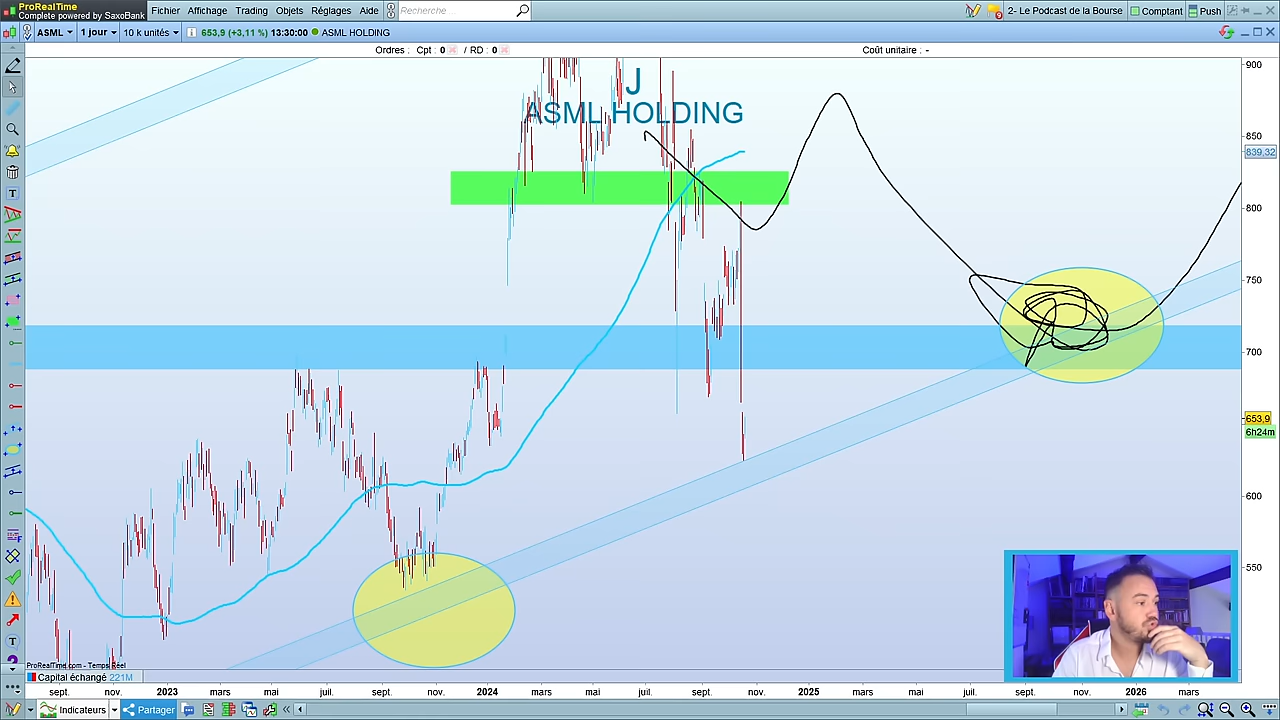 ProRealTime
Complete powered by SaxoBank
Fichier Affichage Trading Objets Réglages Aide Recherche 2- Le Podcast de la Bourse Comptant Push
ASML 1 jour 10 k unités 653,9 (+3,11 %) 13:30:00 ASML HOLDING
Ordres : Cpt : 0 / RD : 0 Coût unitaire : -
J
ASML HOLDING
900
850
839,32
800
750
700
653,9
6h24m
600
550
ProRealTime.com - Temps Réel
Capital échangé 221M
sept. nov. 2023 mars mai juil. sept. nov. 2024 mars mai juil. sept. nov. 2025 mars mai juil. sept. nov. 2026 mars
Indicateurs Partager